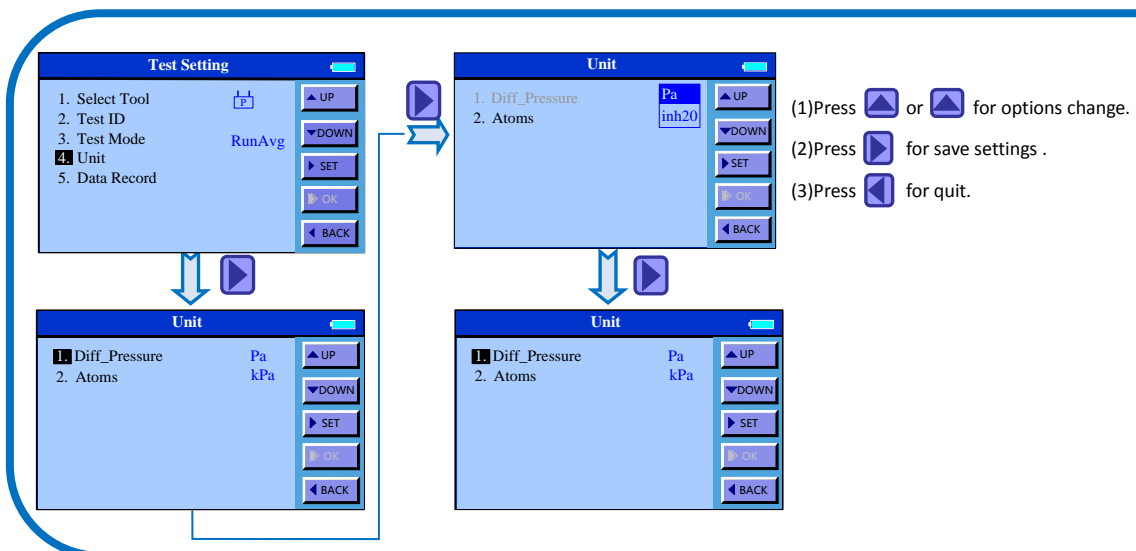 Test Setting
1. Select Tool P
2. Test ID
3. Test Mode RunAvg
4. Unit
5. Data Record
UP
DOWN
SET
OK
BACK
Unit
1. Diff_Pressure Pa
2. Atoms inh20
UP
DOWN
SET
OK
BACK
(1)Press or for options change.
(2)Press for save settings .
(3)Press for quit.
Unit
1. Diff_Pressure Pa
2. Atoms kPa
UP
DOWN
SET
OK
BACK
Unit
1. Diff_Pressure Pa
2. Atoms kPa
UP
DOWN
SET
OK
BACK